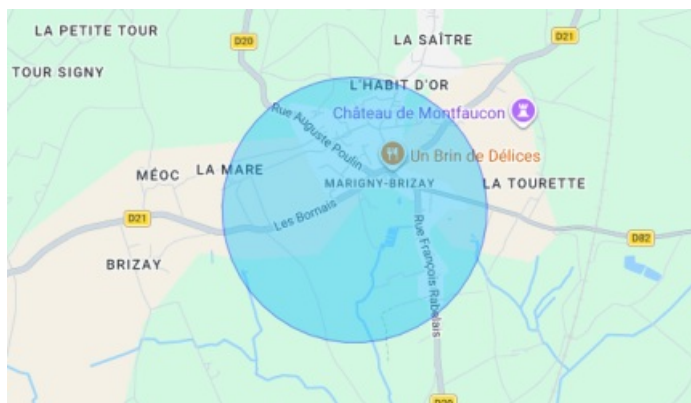 LA PETITE TOUR
D20
LA SAÎTRE
D21
TOUR SIGNY
L'HABIT D'OR
Rue Auguste Poulin
Château de Montfaucon
Un Brin de Délices
MÉOC
LA MARE
MARIGNY-BRIZAY
LA TOURETTE
D21
Les Bornais
Rue François Rabelais
D82
BRIZAY
D20